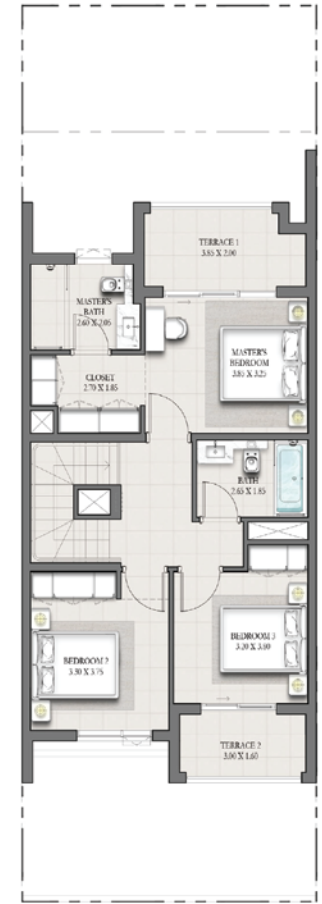 TERRACE 1
3.85 X 2.00
MASTER'S
BATH
2.60 X 2.05
MASTER'S
BEDROOM
3.85 X 3.25
CLOSET
2.70 X 1.85
BATH
2.65 X 1.85
BEDROOM 2
3.50 X 3.75
BEDROOM 3
3.20 X 3.80
TERRACE 2
3.00 X 1.60